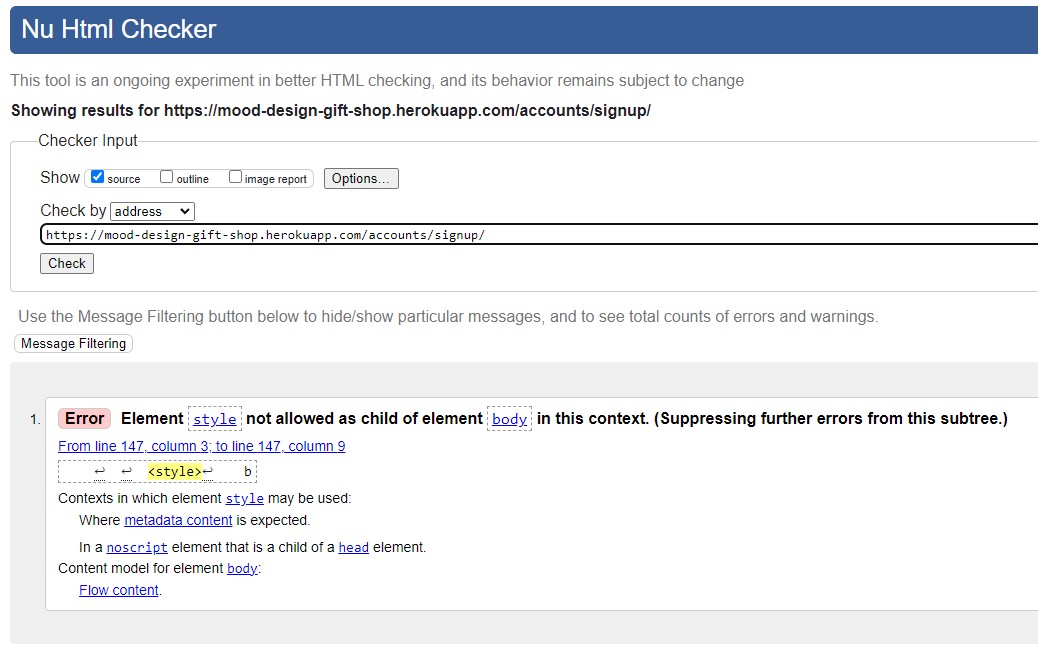 Nu Html Checker
This tool is an ongoing experiment in better HTML checking, and its behavior remains subject to change
Showing results for https://mood-design-gift-shop.herokuapp.com/accounts/signup/
Checker Input
Show source outline image report Options...
Check by address
https://mood-design-gift-shop.herokuapp.com/accounts/signup/
Check
Use the Message Filtering button below to hide/show particular messages, and to see total counts of errors and warnings.
Message Filtering
1. Error Element style not allowed as child of element body in this context. (Suppressing further errors from this subtree.)
From line 147, column 3; to line 147, column 9
↩ ↩ <style>↩ b
Contexts in which element style may be used:
Where metadata content is expected.
In a noscript element that is a child of a head element.
Content model for element body:
Flow content.